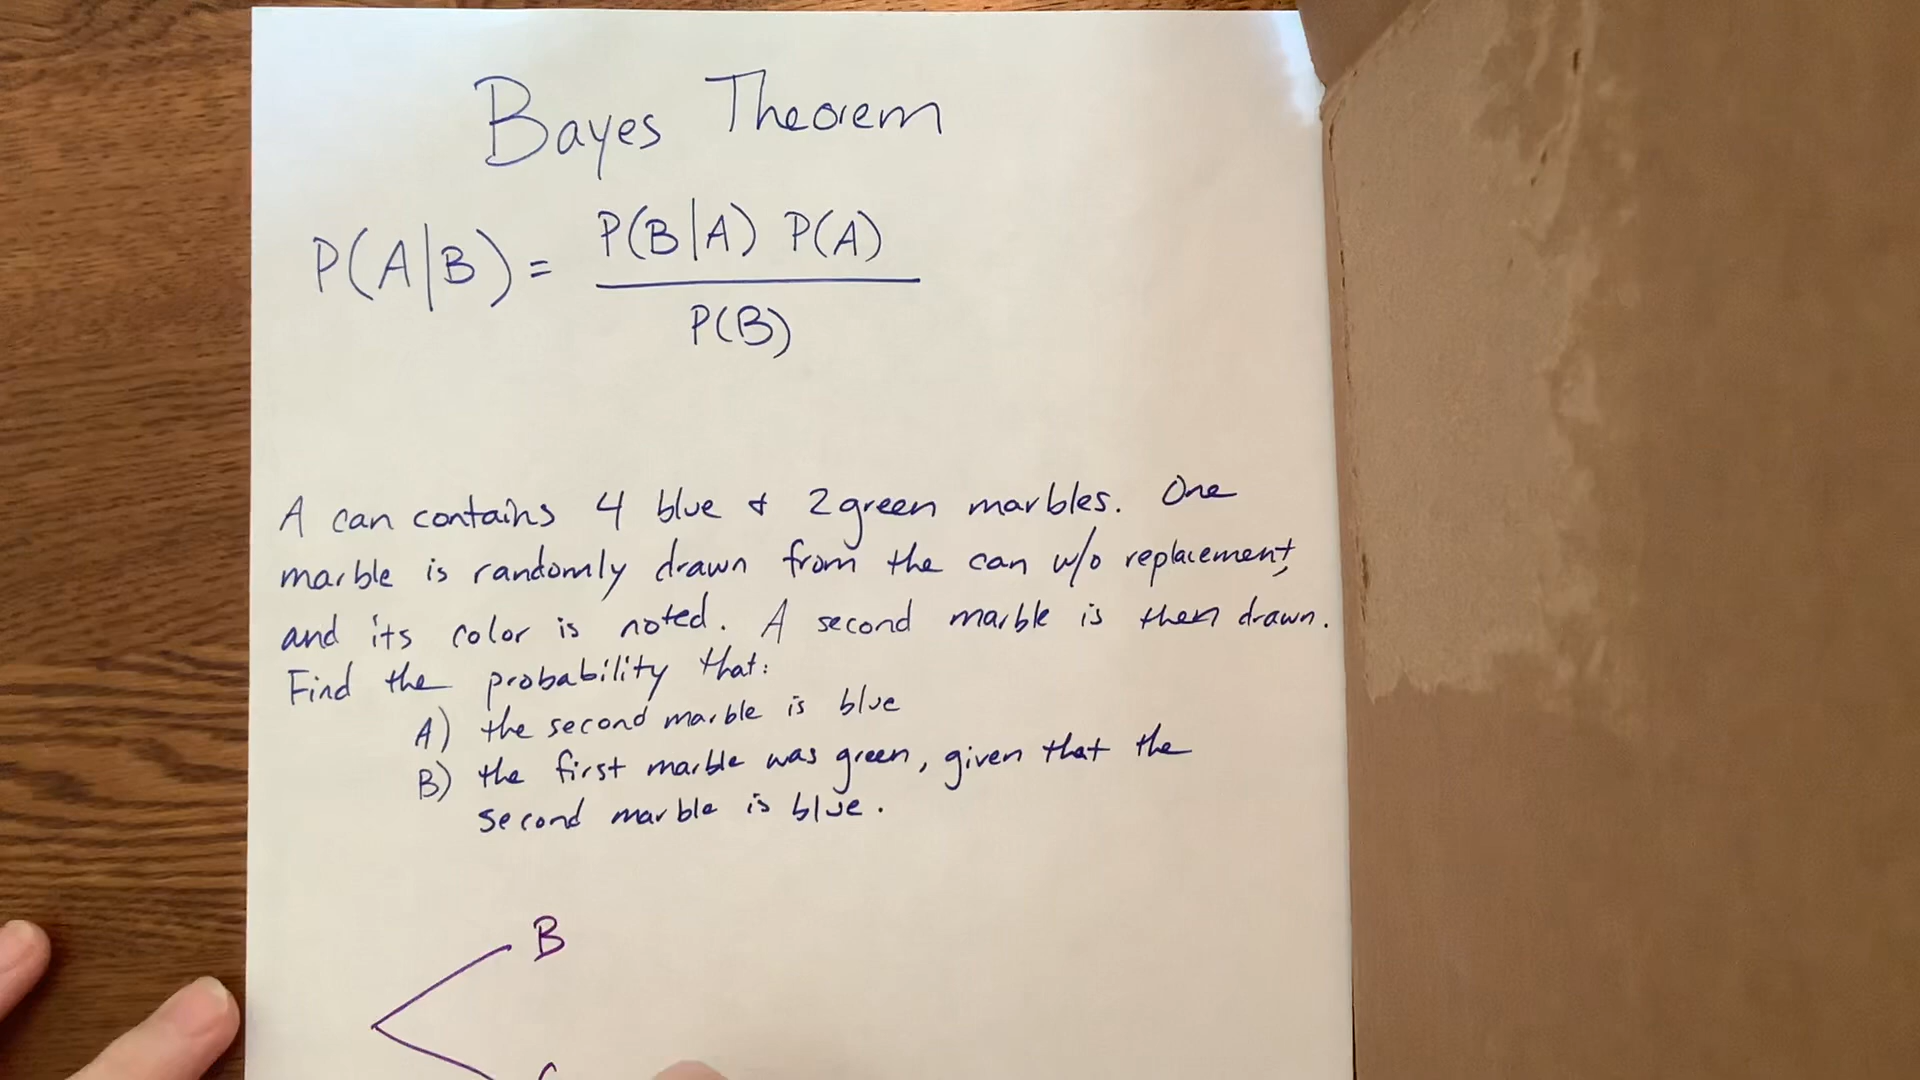 Bayes Theorem
P(A|B) = P(B|A) P(A)
P(B)
A can contains 4 blue & 2 green marbles. One
marble is randomly drawn from the can w/o replacement,
and its color is noted. A second marble is then drawn.
Find the probability that:
A) the second marble is blue
B) the first marble was green, given that the
second marble is blue.
B